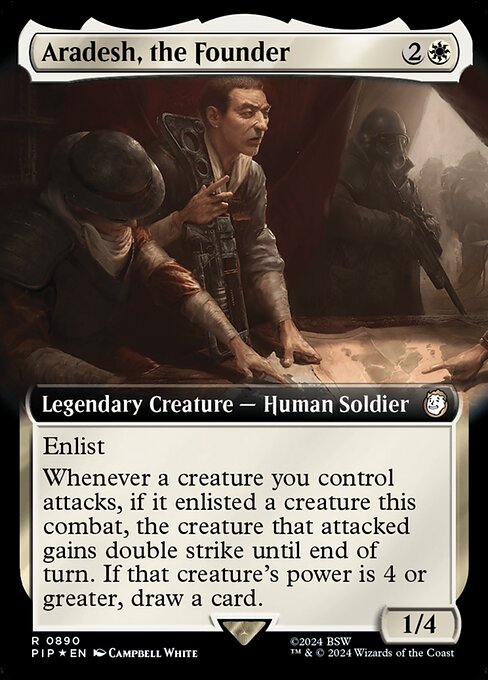 Aradesh, the Founder 2
Legendary Creature — Human Soldier
Enlist
Whenever a creature you control
attacks, if it enlisted a creature this
combat, the creature that attacked
gains double strike until end of
turn. If that creature's power is 4 or
greater, draw a card.
1/4
R 0890
PIP ★ EN Campbell White
©2024 BSW
™ & © 2024 Wizards of the Coast